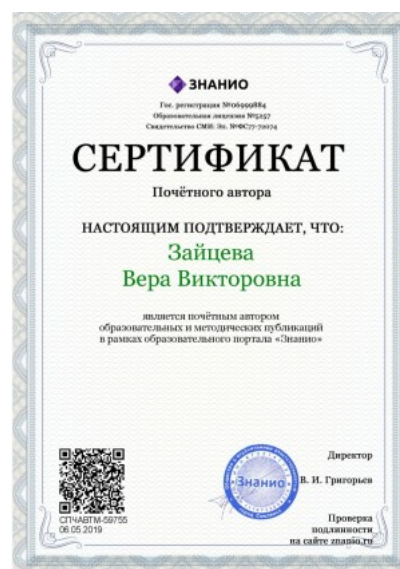 ЗНАНИО
Гос. регистрация №06999884
Образовательная лицензия №5257
Свидетельство СМИ: Эл. №ФС77-72074
СЕРТИФИКАТ
Почётного автора
НАСТОЯЩИМ ПОДТВЕРЖДАЕТ, ЧТО:
Зайцева
Вера Викторовна
является почётным автором
образовательных и методических публикаций
в рамках образовательного портала «Знанио»
Директор
Знанио
В. И. Григорьев
СПЧАВТМ-59755
06.05.2019
Проверка
подлинности
на сайте znanio.ru